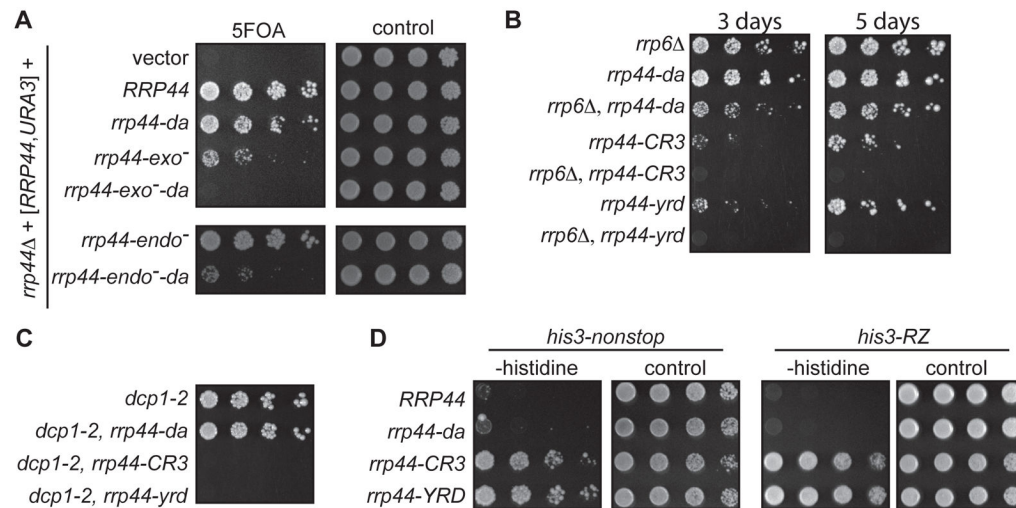 A
5FOA
control
rrp44Δ + [RRP44,URA3] +
vector
RRP44
rrp44-da
rrp44-exo⁻
rrp44-exo⁻-da
rrp44-endo⁻
rrp44-endo⁻-da
B
3 days
5 days
rrp6Δ
rrp44-da
rrp6Δ, rrp44-da
rrp44-CR3
rrp6Δ, rrp44-CR3
rrp44-yrd
rrp6Δ, rrp44-yrd
C
dcp1-2
dcp1-2, rrp44-da
dcp1-2, rrp44-CR3
dcp1-2, rrp44-yrd
D
his3-nonstop
his3-RZ
-histidine
control
-histidine
control
RRP44
rrp44-da
rrp44-CR3
rrp44-YRD